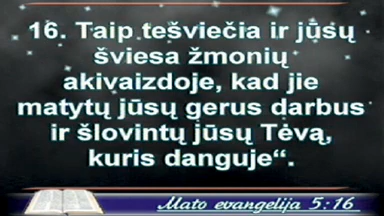 16. Taip tešviečia ir jūsų
šviesa žmonių
akivaizdoje, kad jie
matytų jūsų gerus darbus
ir šlovintų jūsų Tėvą,
kuris danguje“.
Mato evangelija 5:16